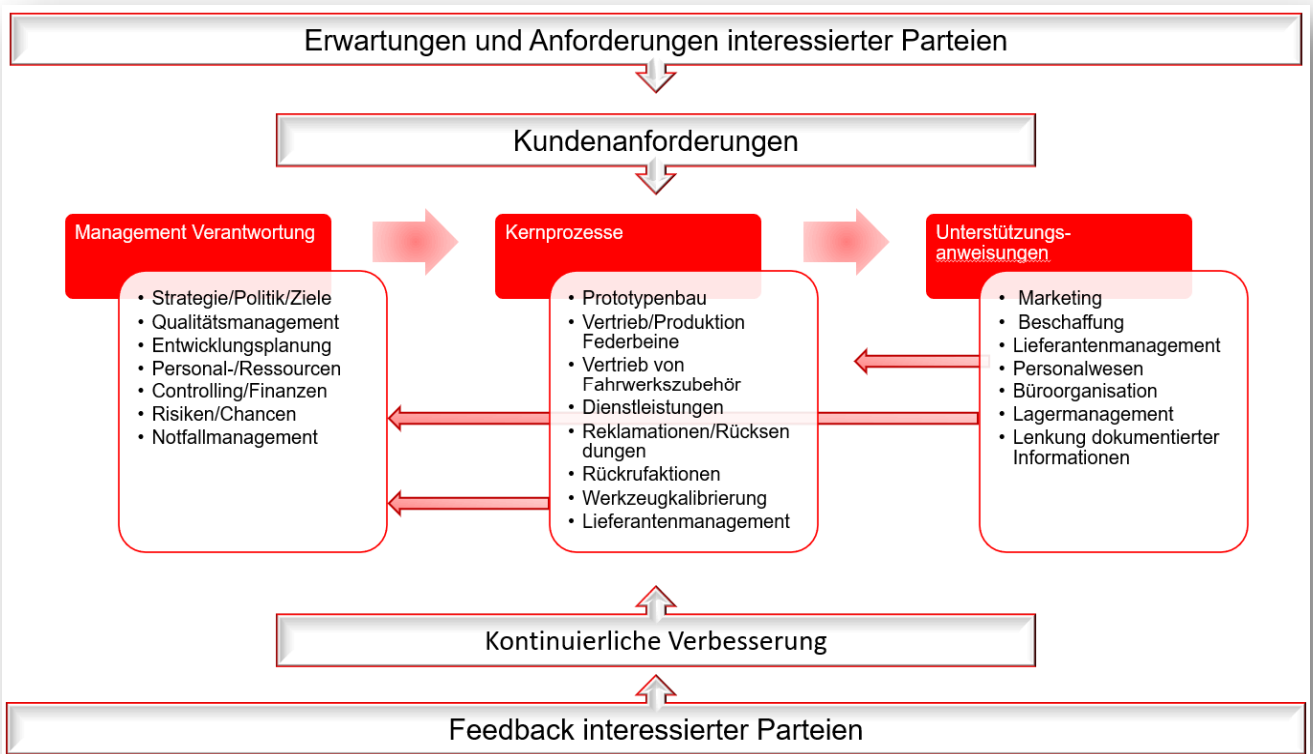 Erwartungen und Anforderungen interessierter Parteien
Kundenanforderungen
Management Verantwortung
• Strategie/Politik/Ziele
• Qualitätsmanagement
• Entwicklungsplanung
• Personal-/Ressourcen
• Controlling/Finanzen
• Risiken/Chancen
• Notfallmanagement
Kernprozesse
• Prototypenbau
• Vertrieb/Produktion
Federbeine
• Vertrieb von
Fahrwerkszubehör
• Dienstleistungen
• Reklamationen/Rücksen
dungen
• Rückrufaktionen
• Werkzeugkalibrierung
• Lieferantenmanagement
Unterstützungs-
anweisungen
• Marketing
• Beschaffung
• Lieferantenmanagement
• Personalwesen
• Büroorganisation
• Lagermanagement
• Lenkung dokumentierter
Informationen
Kontinuierliche Verbesserung
Feedback interessierter Parteien